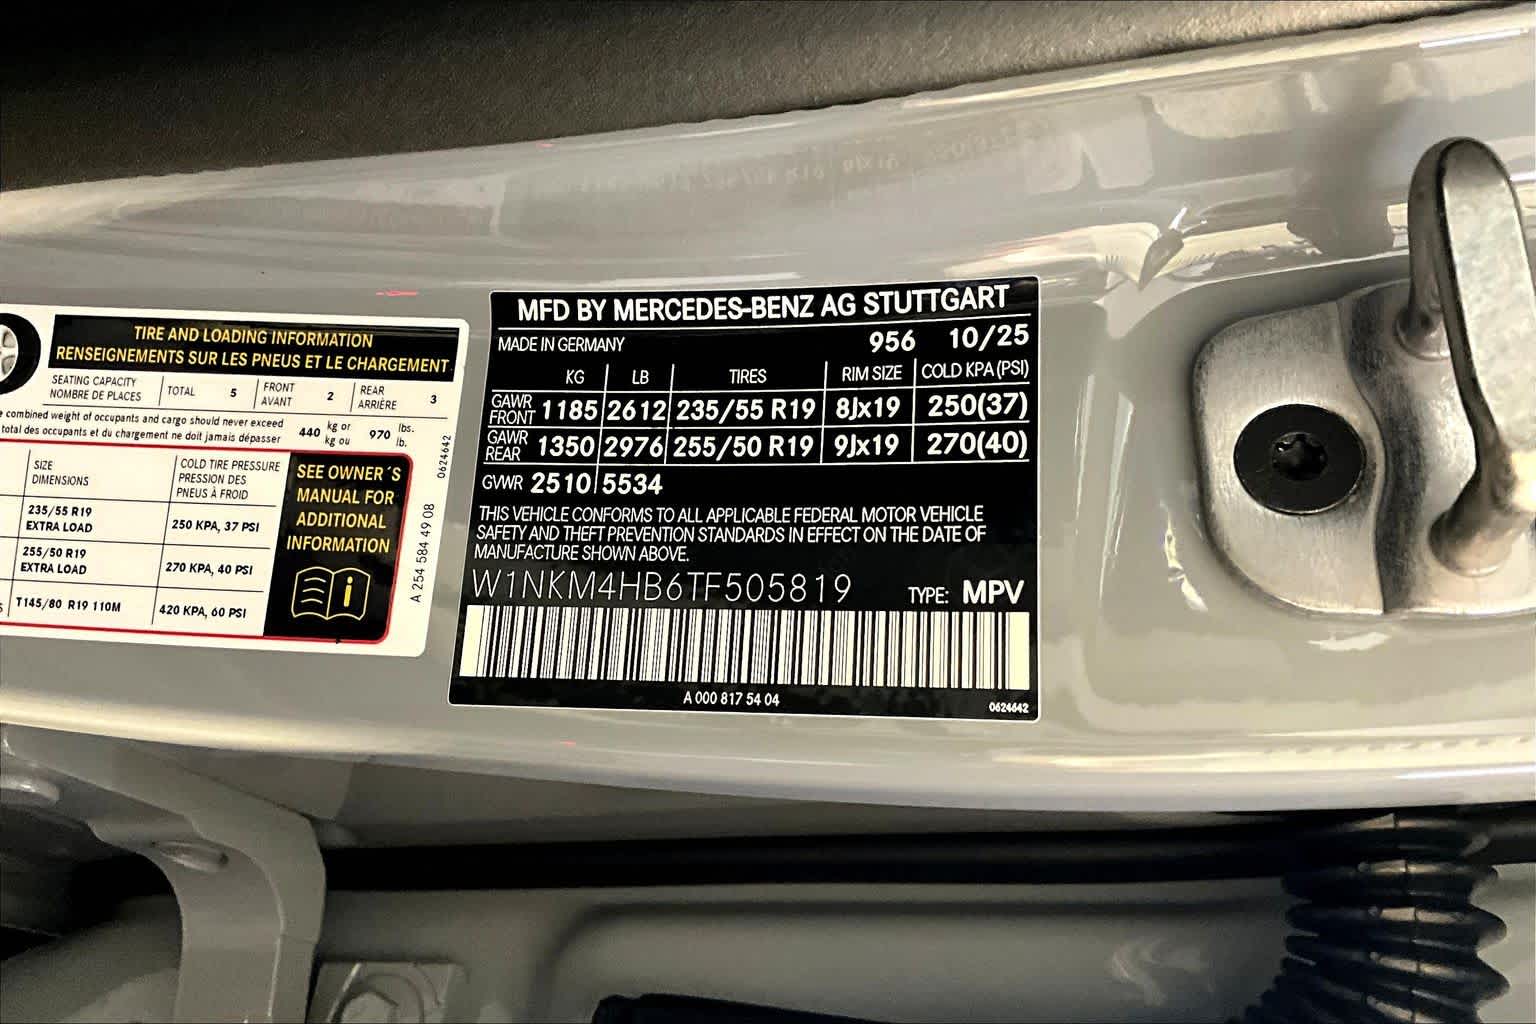 TIRE AND LOADING INFORMATION
RENSEIGNEMENTS SUR LES PNEUS ET LE CHARGEMENT
SEATING CAPACITY
NOMBRE DE PLACES
TOTAL 5
FRONT
AVANT 2
REAR
ARRIÈRE 3
combined weight of occupants and cargo should never exceed
total des occupants et du chargement ne doit jamais dépasser
440 kg or
kg ou
970 lbs.
lb.
SIZE
DIMENSIONS
COLD TIRE PRESSURE
PRESSION DES
PNEUS À FROID
235/55 R19
EXTRA LOAD
250 KPA, 37 PSI
255/50 R19
EXTRA LOAD
270 KPA, 40 PSI
T145/80 R19 110M
420 KPA, 60 PSI
SEE OWNER´S
MANUAL FOR
ADDITIONAL
INFORMATION
A 254 584 49 08
0624642
MFD BY MERCEDES-BENZ AG STUTTGART
MADE IN GERMANY 956 10/25
KG LB TIRES RIM SIZE COLD KPA (PSI)
GAWR
FRONT 1185 2612 235/55 R19 8Jx19 250(37)
GAWR
REAR 1350 2976 255/50 R19 9Jx19 270(40)
GVWR 2510 5534
THIS VEHICLE CONFORMS TO ALL APPLICABLE FEDERAL MOTOR VEHICLE
SAFETY AND THEFT PREVENTION STANDARDS IN EFFECT ON THE DATE OF
MANUFACTURE SHOWN ABOVE.
W1NKM4HB6TF505819 TYPE: MPV
A 000 817 54 04
0624642